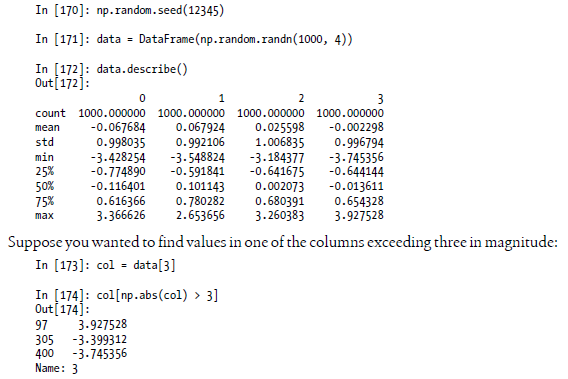 In [170]: np.random.seed(12345)
In [171]: data = DataFrame(np.random.randn(1000, 4))
In [172]: data.describe()
Out[172]:
0 1 2 3
count 1000.000000 1000.000000 1000.000000 1000.000000
mean -0.067684 0.067924 0.025598 -0.002298
std 0.998035 0.992106 1.006835 0.996794
min -3.428254 -3.548824 -3.184377 -3.745356
25% -0.774890 -0.591841 -0.641675 -0.644144
50% -0.116401 0.101143 0.002073 -0.013611
75% 0.616366 0.780282 0.680391 0.654328
max 3.366626 2.653656 3.260383 3.927528
Suppose you wanted to find values in one of the columns exceeding three in magnitude:
In [173]: col = data[3]
In [174]: col[np.abs(col) > 3]
Out[174]:
97 3.927528
305 -3.399312
400 -3.745356
Name: 3